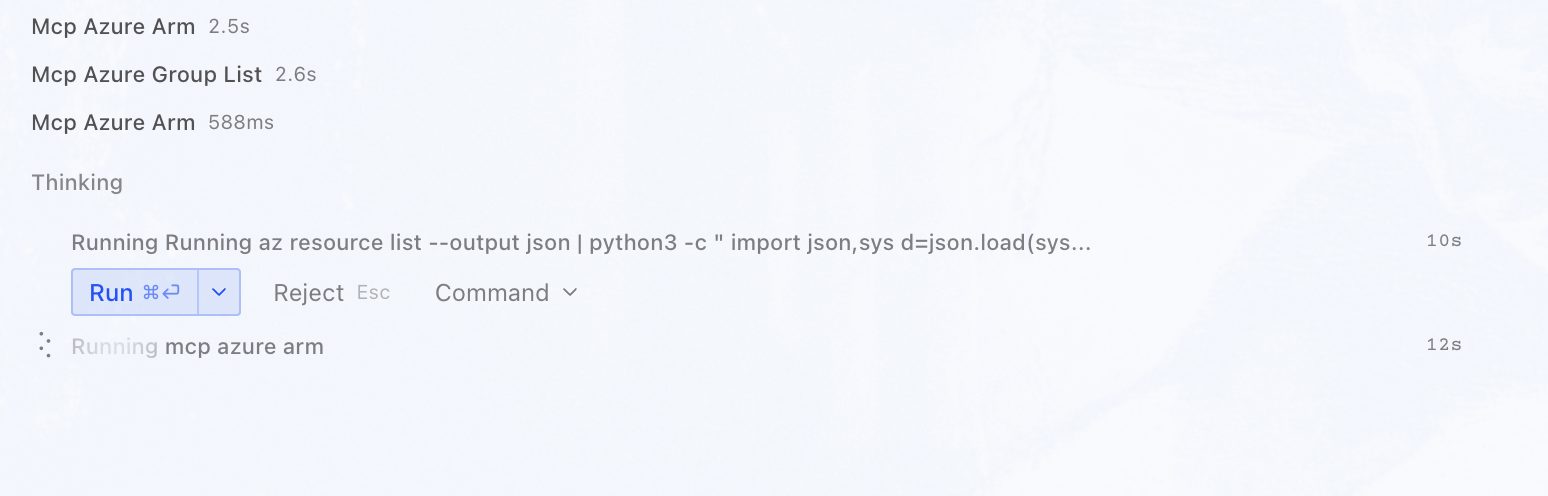 Mcp Azure Arm 2.5s
Mcp Azure Group List 2.6s
Mcp Azure Arm 588ms
Thinking
Running Running az resource list --output json | python3 -c " import json,sys d=json.load(sys... 10s
Run ⌘⏎ Reject Esc Command
Running mcp azure arm 12s